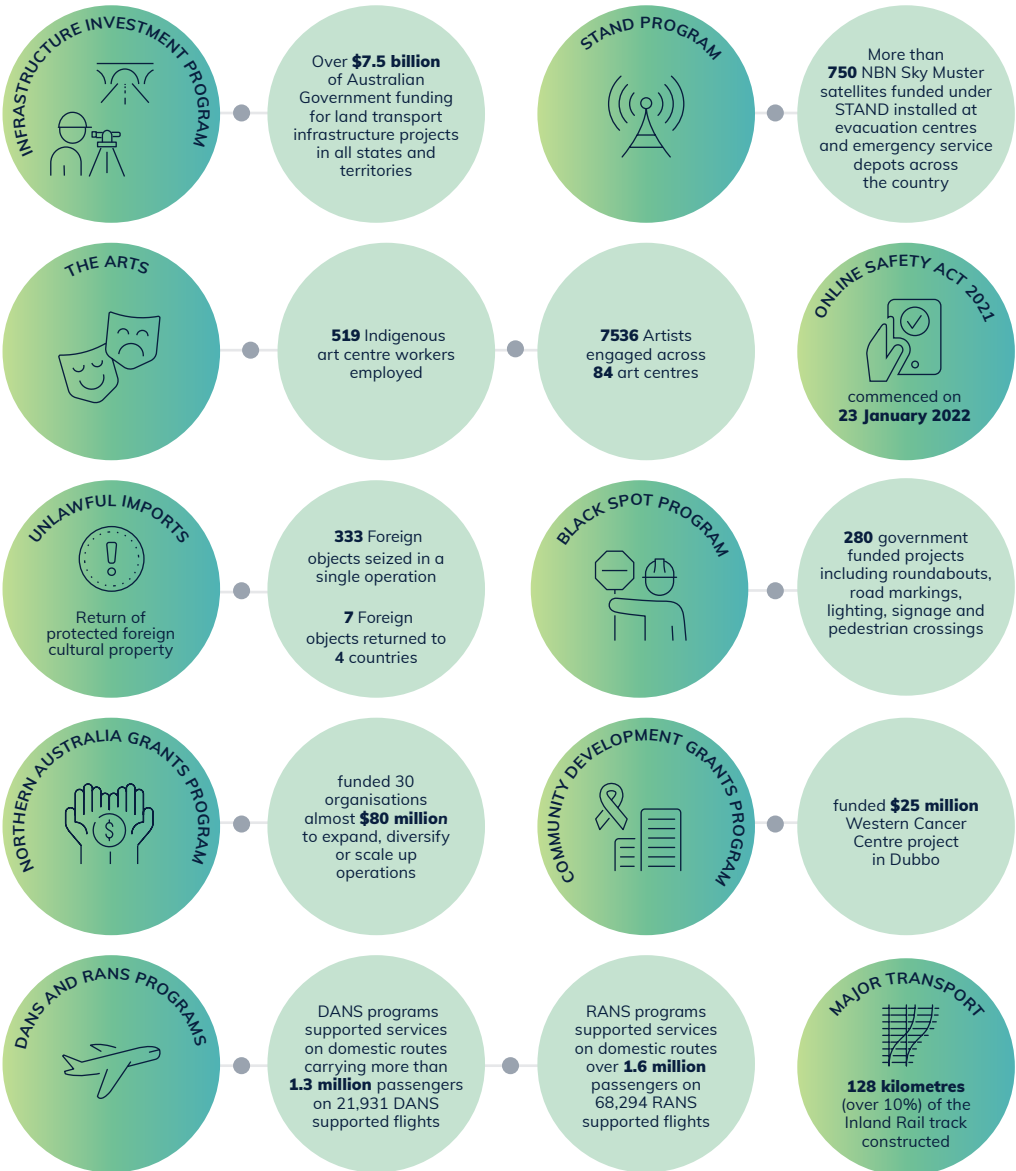 INFRASTRUCTURE INVESTMENT PROGRAM
Over $7.5 billion
of Australian
Government funding
for land transport
infrastructure projects
in all states and
territories
STAND PROGRAM
More than
750 NBN Sky Muster
satellites funded under
STAND installed at
evacuation centres
and emergency service
depots across
the country
THE ARTS
519 Indigenous
art centre workers
employed
7536 Artists
engaged across
84 art centres
ONLINE SAFETY ACT 2021
commenced on
23 January 2022
UNLAWFUL IMPORTS
Return of
protected foreign
cultural property
333 Foreign
objects seized in a
single operation
7 Foreign
objects returned to
4 countries
BLACK SPOT PROGRAM
280 government
funded projects
including roundabouts,
road markings,
lighting, signage and
pedestrian crossings
NORTHERN AUSTRALIA GRANTS PROGRAM
$
funded 30
organisations
almost $80 million
to expand, diversify
or scale up
operations
COMMUNITY DEVELOPMENT GRANTS PROGRAM
funded $25 million
Western Cancer
Centre project
in Dubbo
DANS AND RANS PROGRAMS
DANS programs
supported services
on domestic routes
carrying more than
1.3 million passengers
on 21,931 DANS
supported flights
RANS programs
supported services
on domestic routes
over 1.6 million
passengers on
68,294 RANS
supported flights
MAJOR TRANSPORT
128 kilometres
(over 10%) of the
Inland Rail track
constructed